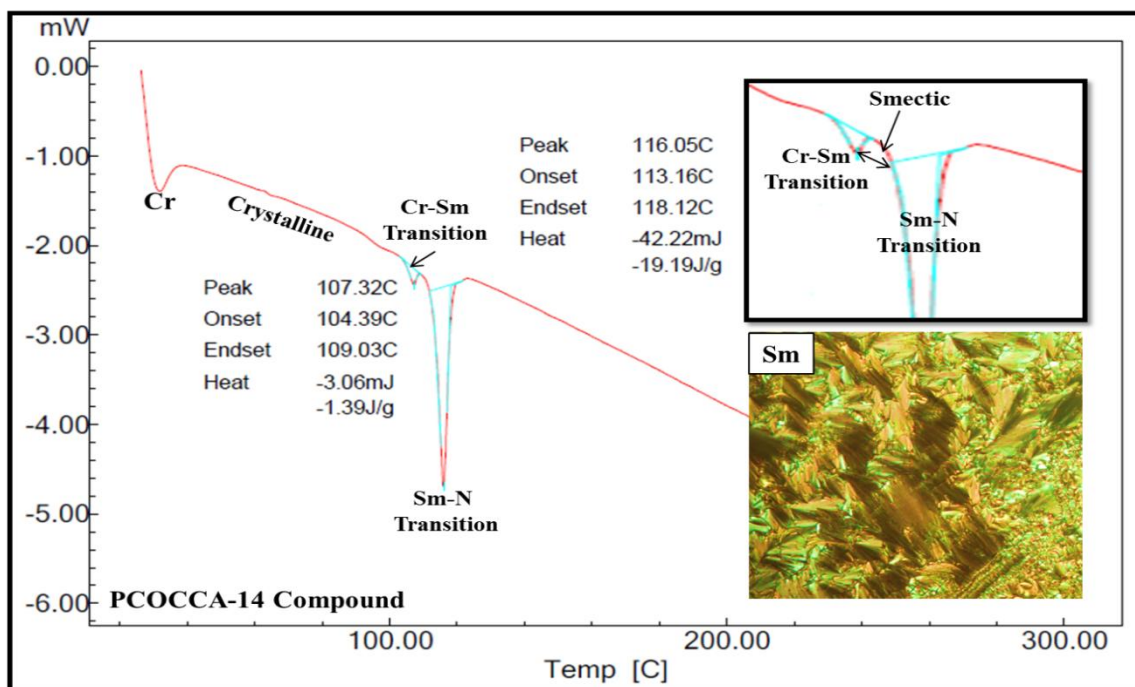 mW
0.00
-1.00
-2.00
-3.00
-4.00
-5.00
-6.00
Cr
Crystalline
Cr-Sm
Transition
Peak 107.32C
Onset 104.39C
Endset 109.03C
Heat -3.06mJ
-1.39J/g
Peak 116.05C
Onset 113.16C
Endset 118.12C
Heat -42.22mJ
-19.19J/g
Sm-N
Transition
Smectic
Cr-Sm
Transition
Sm-N
Transition
Sm
PCOCCA-14 Compound
100.00 200.00 300.00
Temp [C]